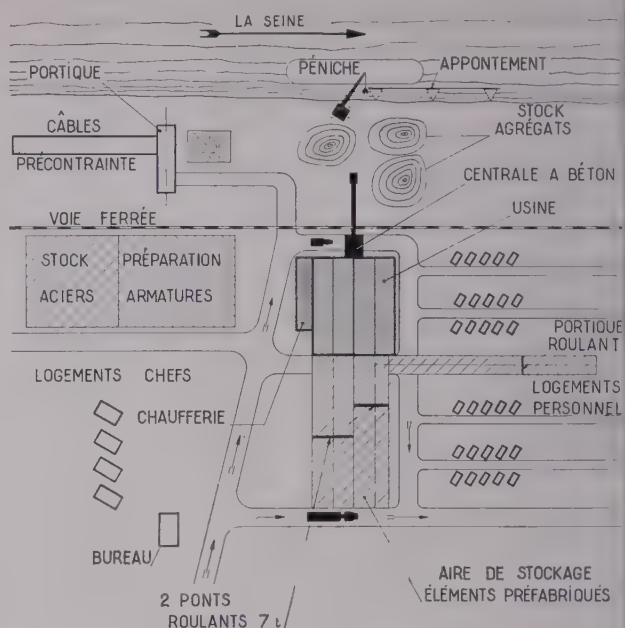 LA SEINE
PORTIQUE
PÉNICHE
APPONTEMENT
CÂBLES
PRÉCONTRAINTE
STOCK
AGRÉGATS
CENTRALE A BÉTON
USINE
VOIE FERRÉE
STOCK
ACIERS
PRÉPARATION
ARMATURES
PORTIQUE
ROULANT
LOGEMENTS
PERSONNEL
LOGEMENTS CHEFS
CHAUFFERIE
BUREAU
2 PONTS
ROULANTS 7 t
AIRE DE STOCKAGE
ÉLÉMENTS PRÉFABRIQUÉS